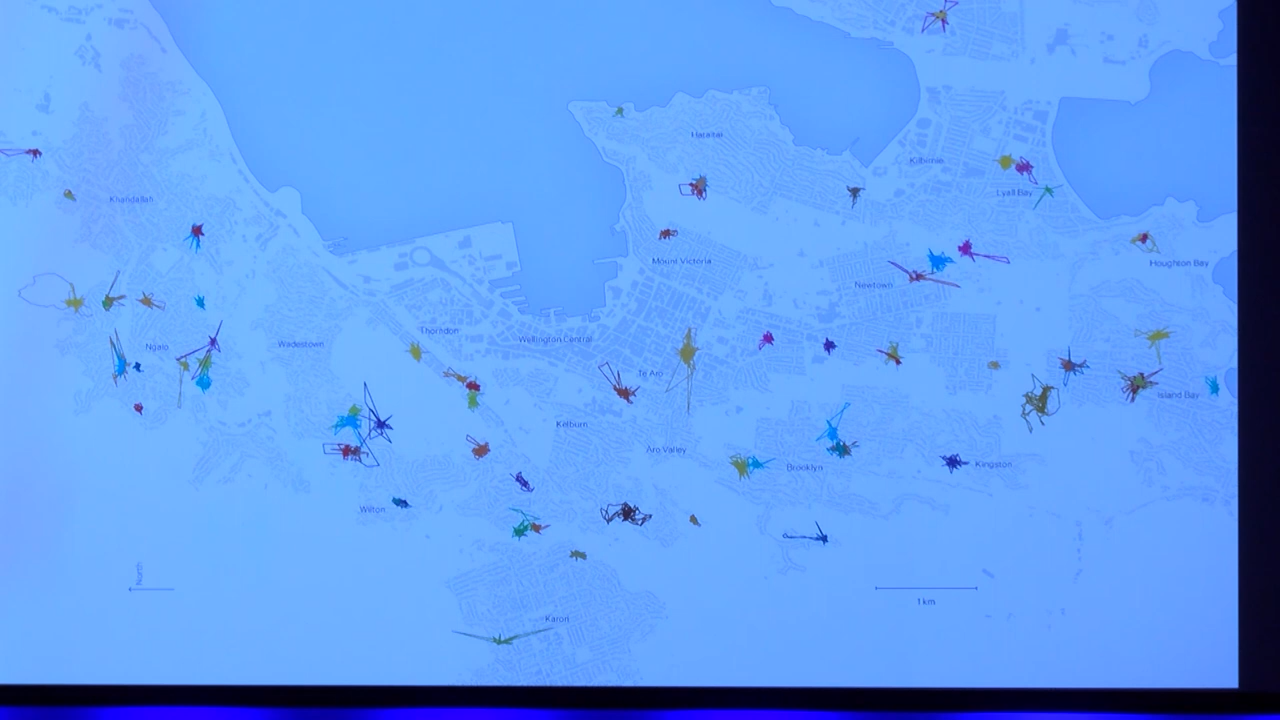 Hataitai
Kilbirnie
Lyall Bay
Khandallah
Mount Victoria
Houghton Bay
Newtown
Thorndon
Wellington Central
Ngaio
Wadestown
Te Aro
Island Bay
Kelburn
Aro Valley
Brooklyn
Kingston
Wilton
North
1 km
Karori